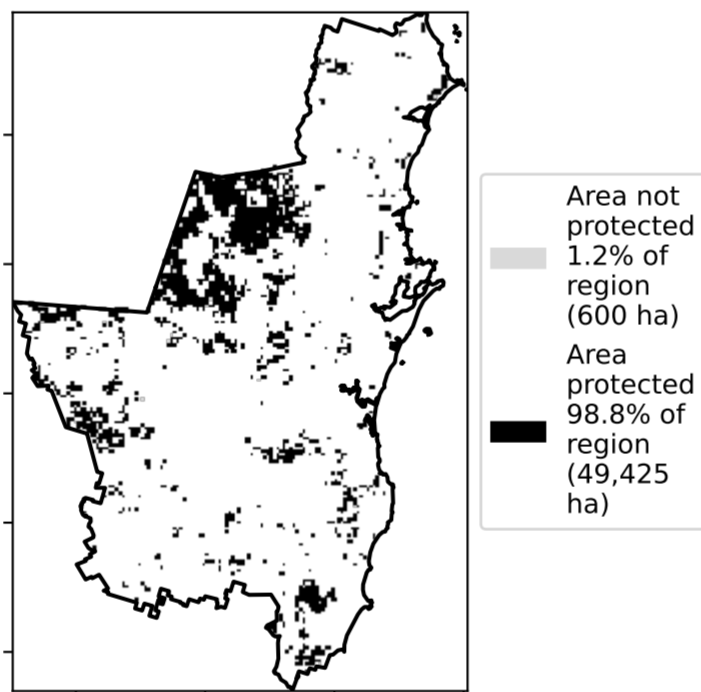 Area not
protected
1.2% of
region
(600 ha)
Area
protected
98.8% of
region
(49,425
ha)